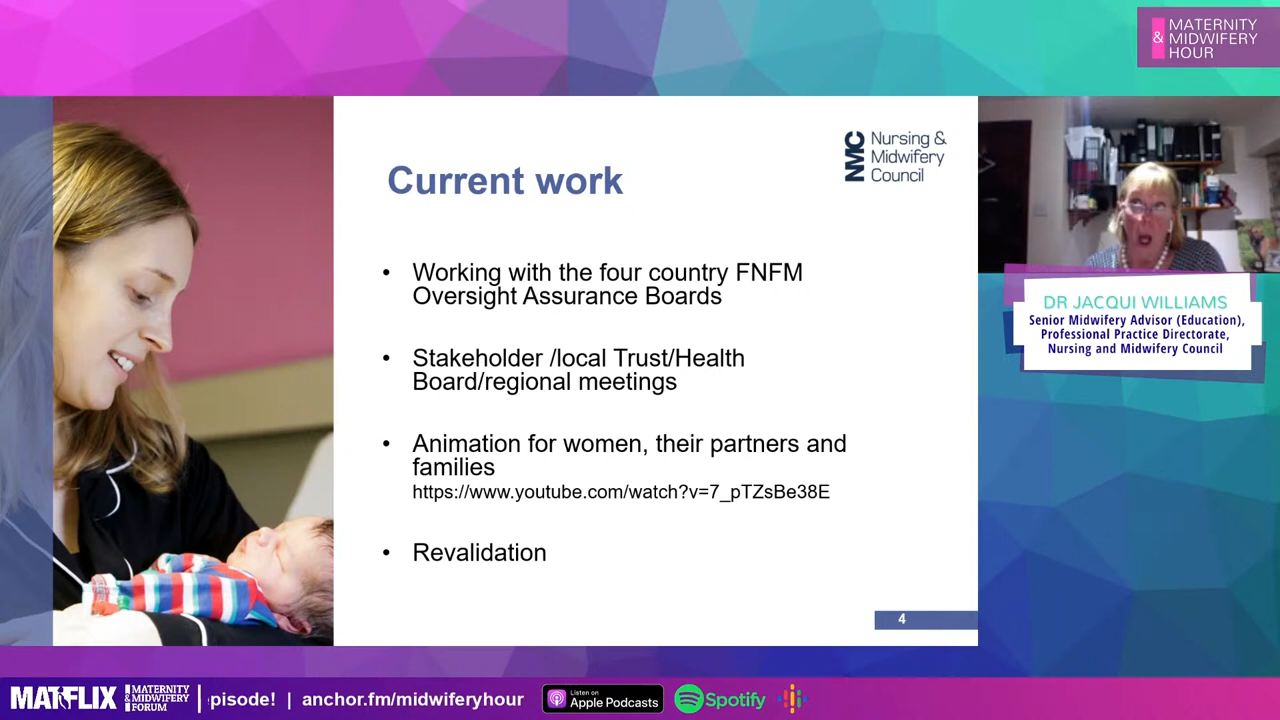 MATERNITY
& MIDWIFERY
HOUR
NMC
Nursing &
Midwifery
Council
Current work
• Working with the four country FNFM
Oversight Assurance Boards
• Stakeholder /local Trust/Health
Board/regional meetings
• Animation for women, their partners and
families
https://www.youtube.com/watch?v=7_pTZsBe38E
• Revalidation
4
DR JACQUI WILLIAMS
Senior Midwifery Advisor (Education),
Professional Practice Directorate,
Nursing and Midwifery Council
MATFLIX
MATERNITY
& MIDWIFERY
FORUM
pisode! | anchor.fm/midwiferyhour
Listen on
Apple Podcasts
Spotify